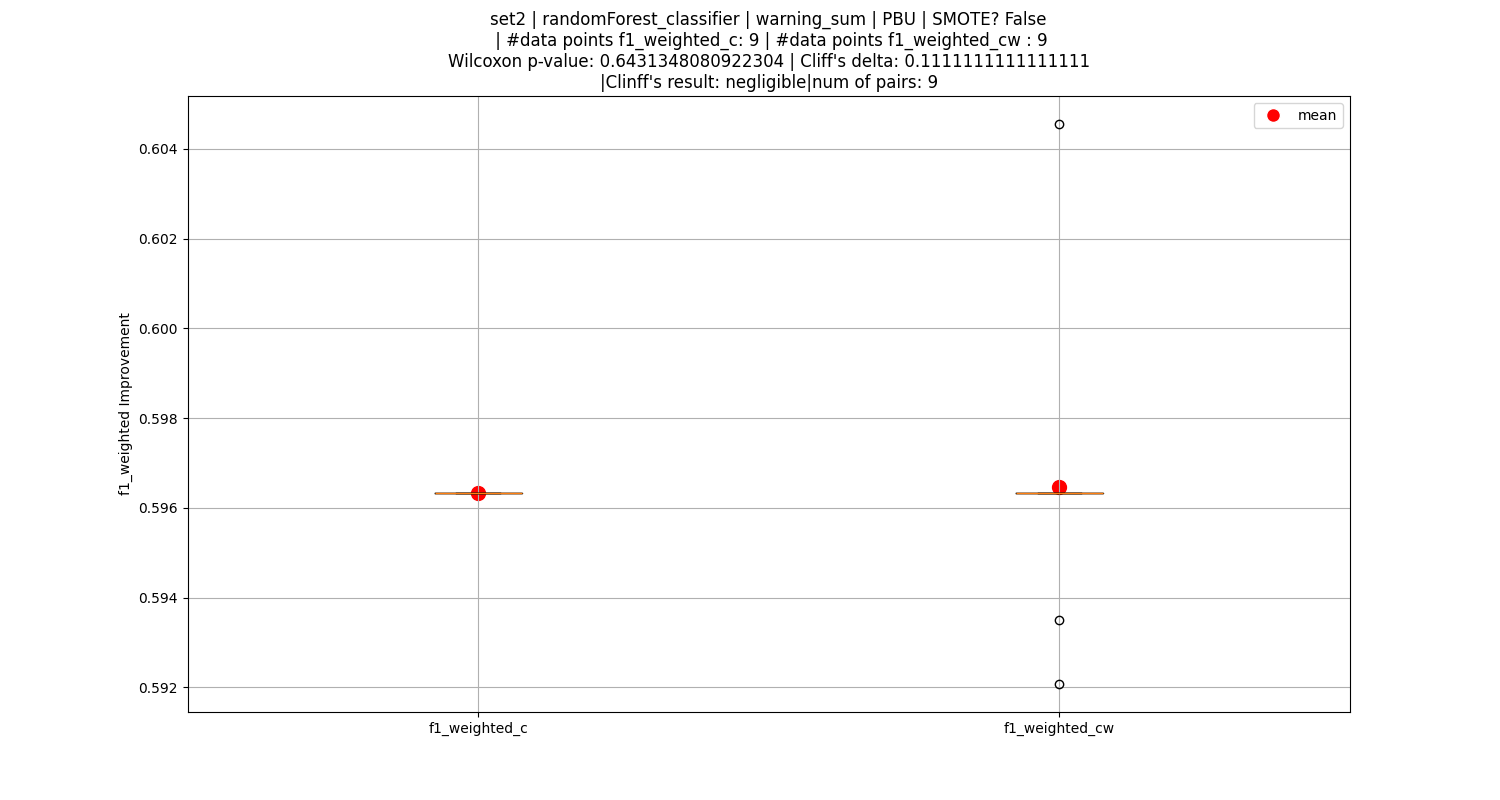 set2 | randomForest_classifier | warning_sum | PBU | SMOTE? False
| #data points f1_weighted_c: 9 | #data points f1_weighted_cw : 9
Wilcoxon p-value: 0.6431348080922304 | Cliff's delta: 0.1111111111111111
|Clinff's result: negligible|num of pairs: 9
mean
0.604
0.602
0.600
0.598
0.596
0.594
0.592
f1_weighted Improvement
f1_weighted_c
f1_weighted_cw